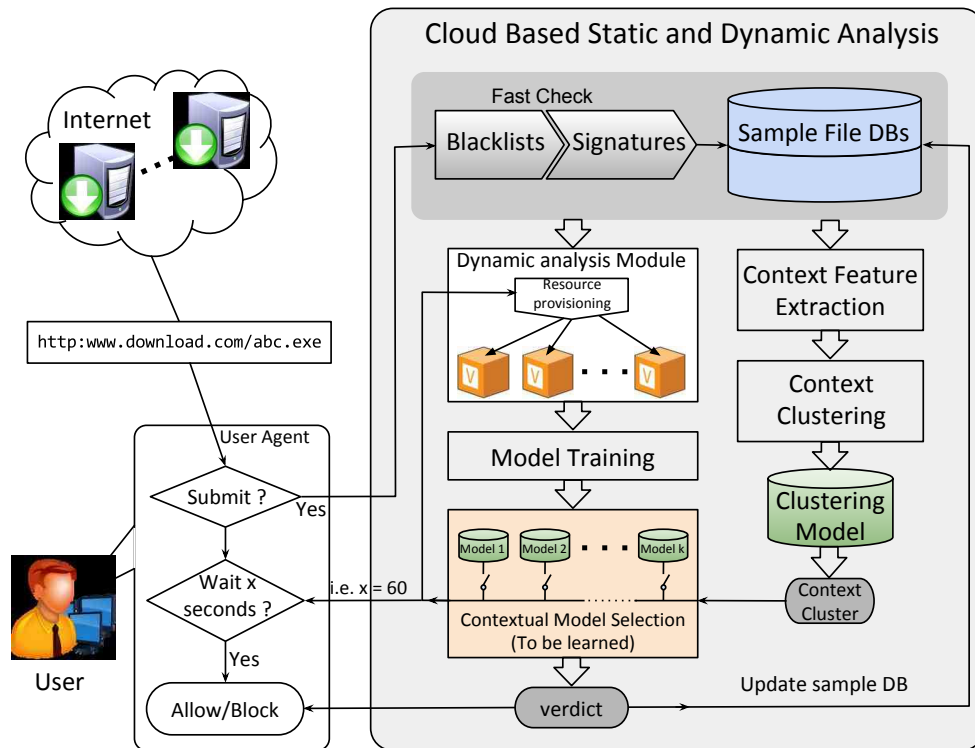 Cloud Based Static and Dynamic Analysis
Internet
Fast Check
Blacklists
Signatures
Sample File DBs
http:www.download.com/abc.exe
Dynamic analysis Module
Resource
provisioning
V
V
V
Context Feature
Extraction
Context
Clustering
Model Training
Clustering
Model
User Agent
Submit ?
Yes
Wait x
seconds ?
i.e. x = 60
Yes
Allow/Block
User
Model 1
Model 2
Model k
Contextual Model Selection
(To be learned)
Context
Cluster
verdict
Update sample DB